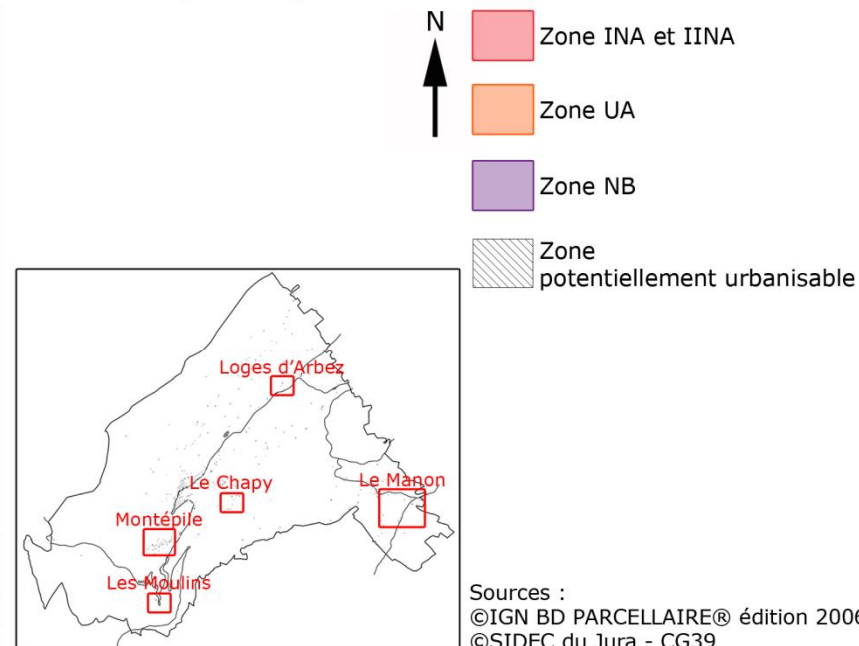 N
Zone INA et IINA
Zone UA
Zone NB
Zone
potentiellement urbanisable
Loges d'Arbez
Le Chapy
Le Manon
Montépile
Les Moulins
Sources :
©IGN BD PARCELLAIRE® édition 2006
©SIDEC du Jura - CG39